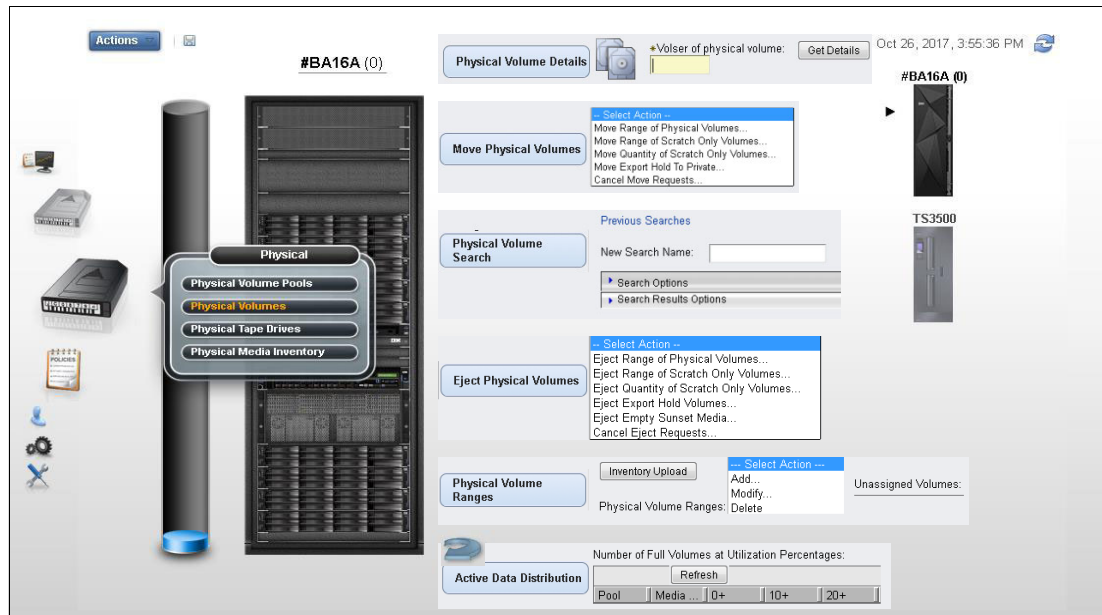 Actions
#BA16A (0)
Physical Volume Details
✶Volser of physical volume:
Get Details
Oct 26, 2017, 3:55:36 PM
#BA16A (0)
TS3500
Move Physical Volumes
-- Select Action --
Move Range of Physical Volumes...
Move Range of Scratch Only Volumes...
Move Quantity of Scratch Only Volumes...
Move Export Hold To Private...
Cancel Move Requests...
Physical Volume
Search
Previous Searches
New Search Name:
Search Options
Search Results Options
Physical
Physical Volume Pools
Physical Volumes
Physical Tape Drives
Physical Media Inventory
POLICIES
Eject Physical Volumes
-- Select Action --
Eject Range of Physical Volumes...
Eject Range of Scratch Only Volumes...
Eject Quantity of Scratch Only Volumes...
Eject Export Hold Volumes...
Eject Empty Sunset Media...
Cancel Eject Requests...
Physical Volume
Ranges
Inventory Upload
Physical Volume Ranges:
--- Select Action ---
Add...
Modify...
Delete
Unassigned Volumes:
Active Data Distribution
Number of Full Volumes at Utilization Percentages:
Refresh
Pool Media ... 0+ 10+ 20+